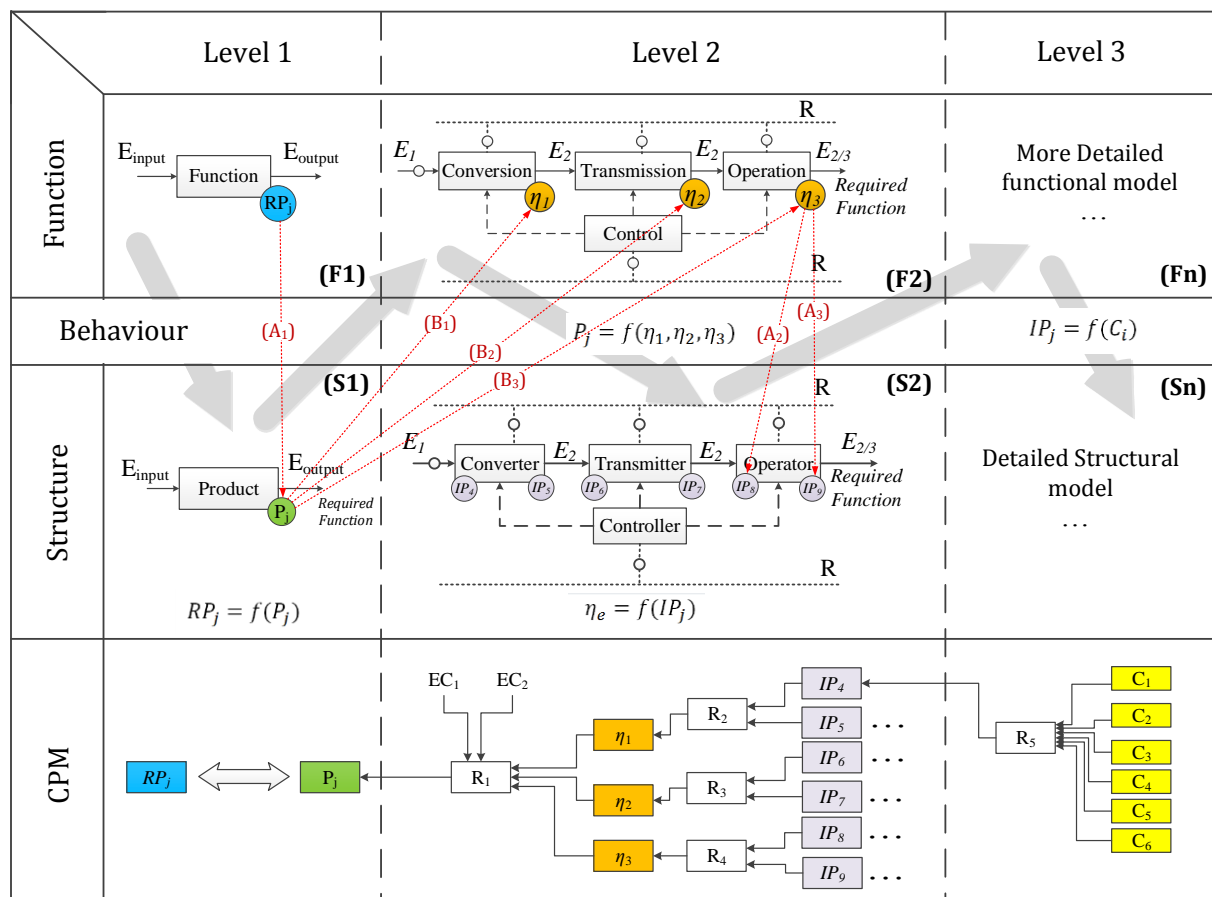 Level 1
Level 2
Level 3
Function
E_input
Function
E_output
RP_j
(F1)
R
E_1
Conversion
E_2
Transmission
E_2
Operation
E_2/3
η_1
η_2
η_3
Required
Function
Control
R
(F2)
More Detailed
functional model
...
(Fn)
Behaviour
(A_1)
(B_1)
(B_2)
(B_3)
P_j = f(η_1, η_2, η_3)
(A_2)
(A_3)
IP_j = f(C_i)
Structure
(S1)
E_input
Product
E_output
P_j
Required
Function
RP_j = f(P_j)
(S2)
R
E_1
Converter
E_2
Transmitter
E_2
Operator
E_2/3
IP_4
IP_5
IP_6
IP_7
IP_8
IP_9
Required
Function
Controller
R
η_e = f(IP_j)
(Sn)
Detailed Structural
model
...
CPM
RP_j
P_j
EC_1
EC_2
R_1
η_1
η_2
η_3
R_2
R_3
R_4
IP_4
IP_5 ...
IP_6
IP_7 ...
IP_8 ...
IP_9 ...
R_5
C_1
C_2
C_3
C_4
C_5
C_6